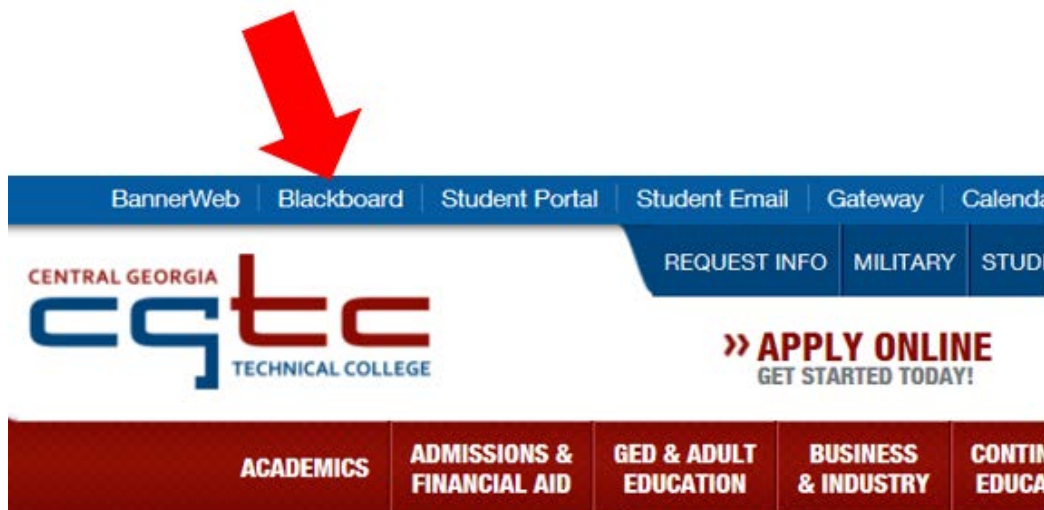 BannerWeb Blackboard Student Portal Student Email Gateway Calenda
REQUEST INFO MILITARY STUD
CENTRAL GEORGIA
cgtc
TECHNICAL COLLEGE
›› APPLY ONLINE
GET STARTED TODAY!
ACADEMICS
ADMISSIONS &
FINANCIAL AID
GED & ADULT
EDUCATION
BUSINESS
& INDUSTRY
CONTIN
EDUCA